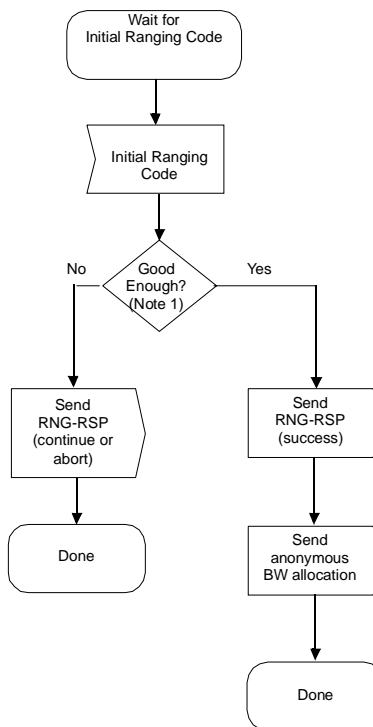 Wait for
Initial Ranging Code
Initial Ranging
Code
Good
Enough?
(Note 1)
No
Yes
Send
RNG-RSP
(continue or
abort)
Send
RNG-RSP
(success)
Done
Send
anonymous
BW allocation
Done